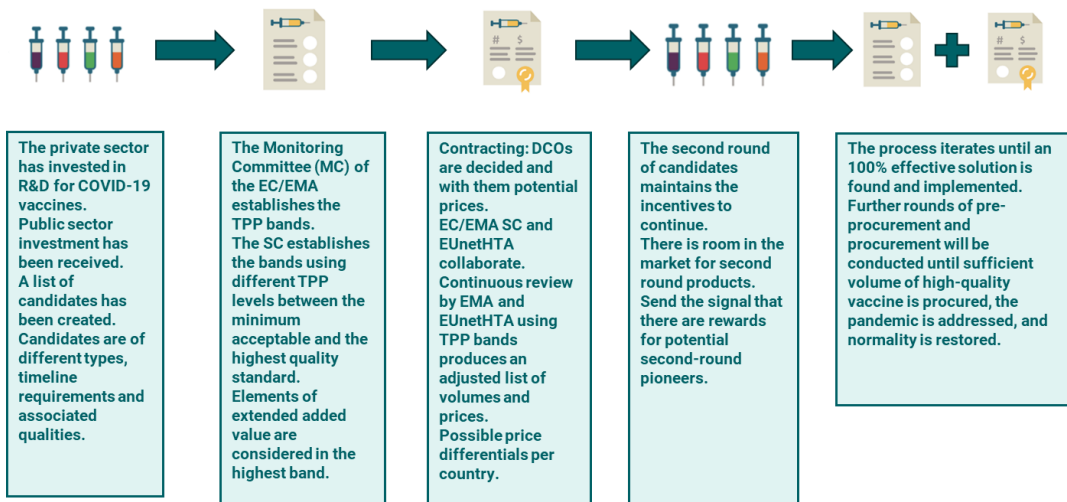 # $
# $
The private sector
has invested in
R&D for COVID-19
vaccines.
Public sector
investment has
been received.
A list of
candidates has
been created.
Candidates are of
different types,
timeline
requirements and
associated
qualities.
The Monitoring
Committee (MC) of
the EC/EMA
establishes the
TPP bands.
The SC establishes
the bands using
different TPP
levels between the
minimum
acceptable and the
highest quality
standard.
Elements of
extended added
value are
considered in the
highest band.
Contracting: DCOs
are decided and
with them potential
prices.
EC/EMA SC and
EUnetHTA
collaborate.
Continuous review
by EMA and
EUnetHTA using
TPP bands
produces an
adjusted list of
volumes and
prices.
Possible price
differentials per
country.
The second round
of candidates
maintains the
incentives to
continue.
There is room in the
market for second
round products.
Send the signal that
there are rewards
for potential
second-round
pioneers.
The process iterates until an
100% effective solution is
found and implemented.
Further rounds of pre-
procurement and
procurement will be
conducted until sufficient
volume of high-quality
vaccine is procured, the
pandemic is addressed, and
normality is restored.